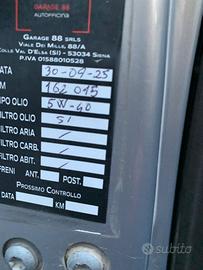 GARAGE 88
AUTOFFICINA
GARAGE 88 SRLS
VIALE DEI MILLE, 88/A
COLLE VAL D'ELSA (SI) - 53034 SIENA
P.IVA 01588010528
DATA 30-09-25
KM 162 015
TIPO OLIO 5W-40
FILTRO OLIO SI
FILTRO ARIA /
FILTRO CARB. /
FILTRO ABIT. /
FRENI ANT. POST.
PROSSIMO CONTROLLO
DATA KM
subito